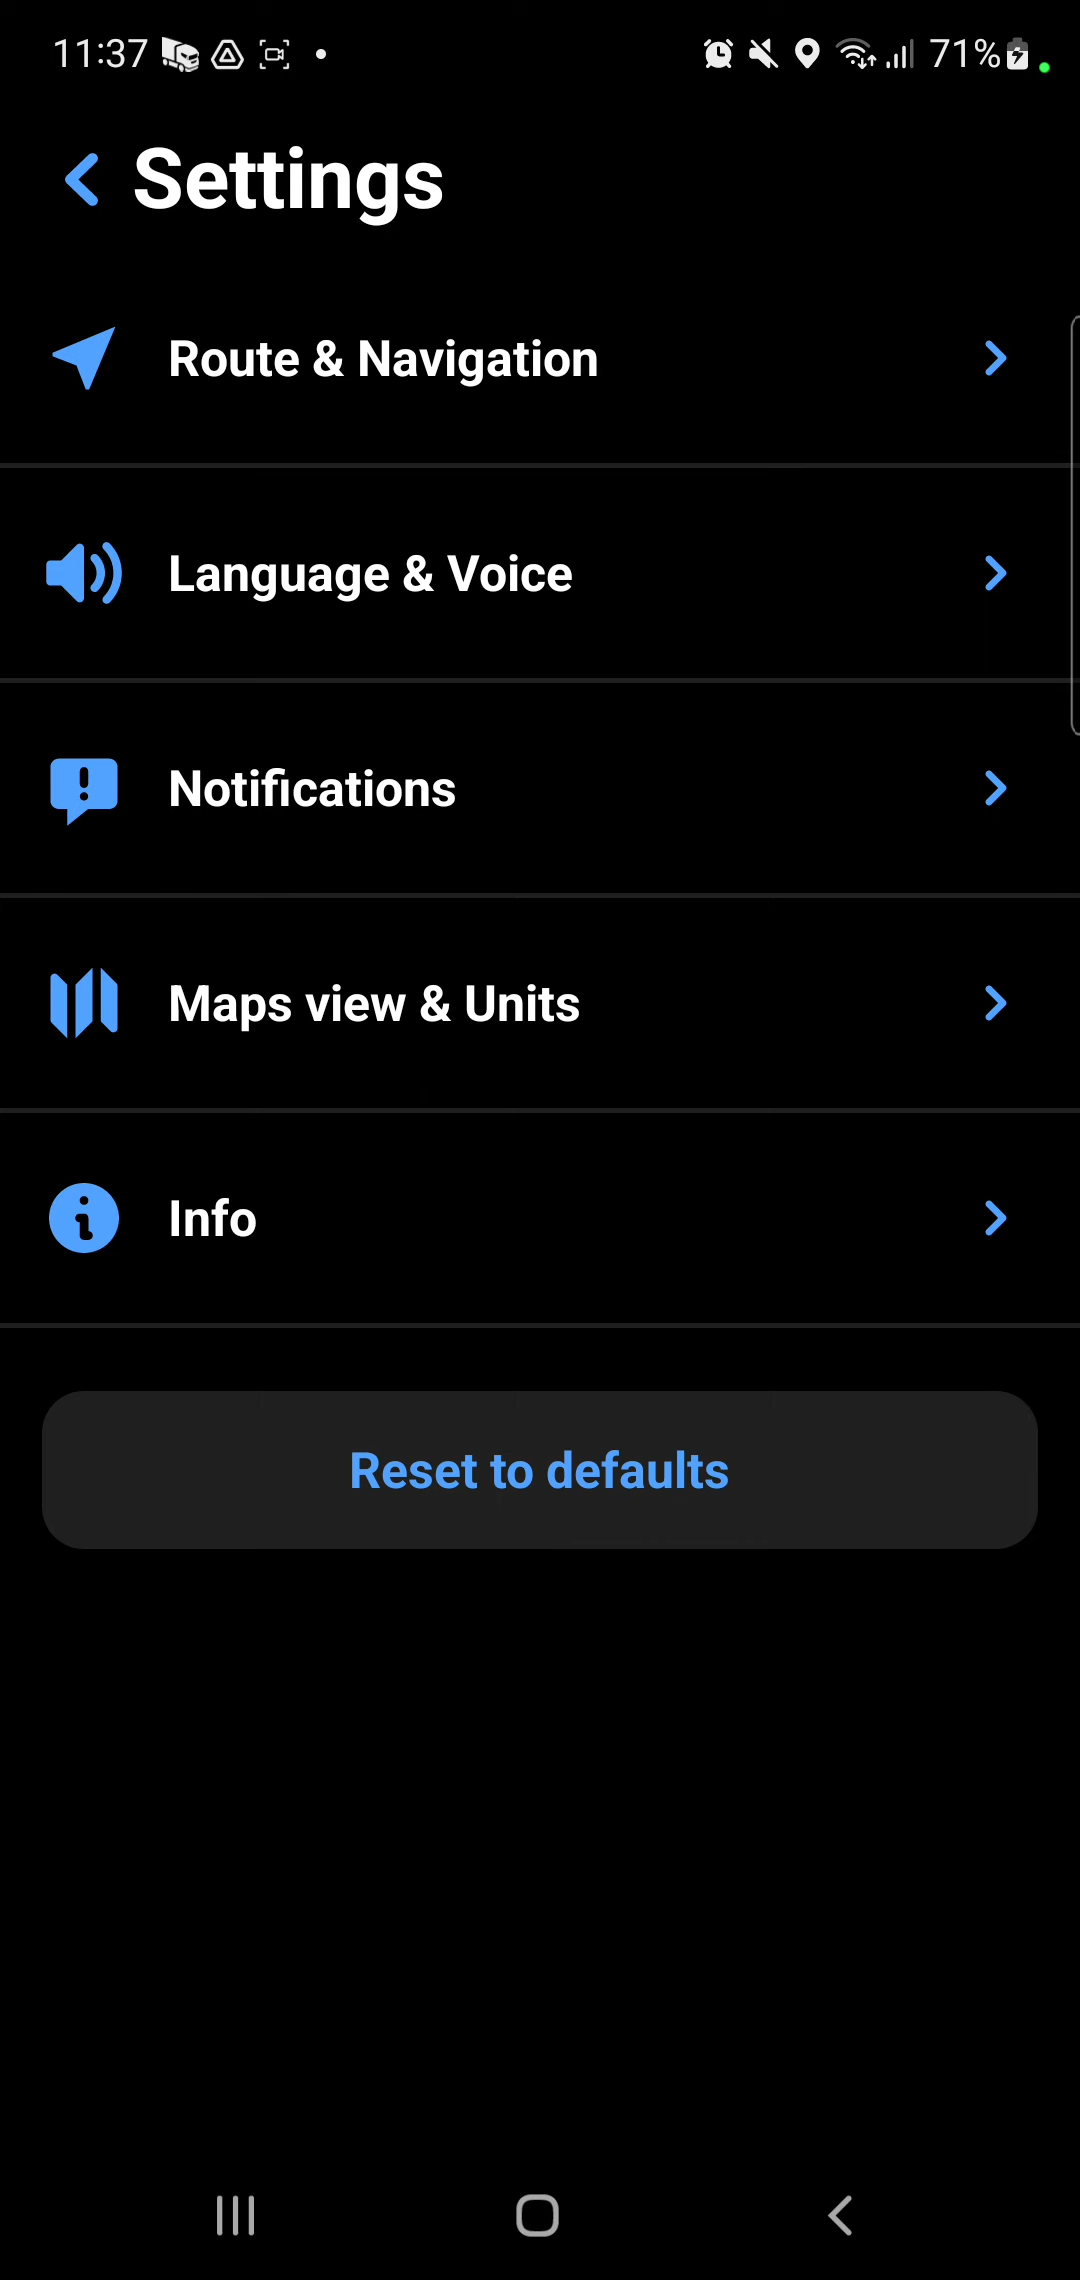 11:37
71%
Settings
Route & Navigation
Language & Voice
Notifications
Maps view & Units
Info
Reset to defaults